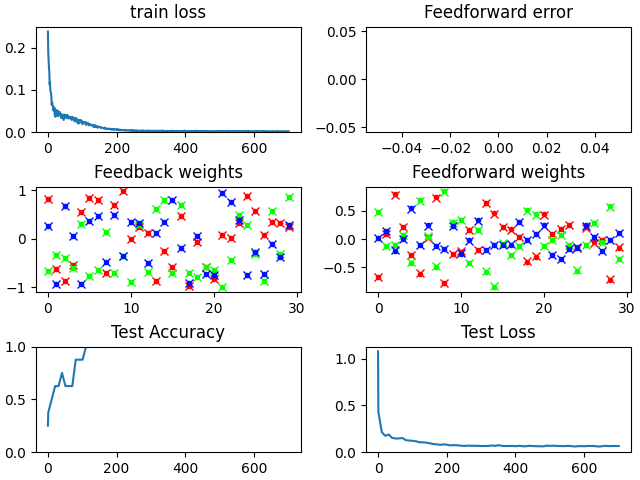 train loss
Feedforward error
0.2
0.1
0.0
0 200 400 600
0.05
0.00
−0.05
−0.04 −0.02 0.00 0.02 0.04
Feedback weights
Feedforward weights
1
0
−1
0 10 20 30
0.5
0.0
−0.5
0 10 20 30
Test Accuracy
Test Loss
1.0
0.5
0.0
0 200 400 600
1.0
0.5
0.0
0 200 400 600